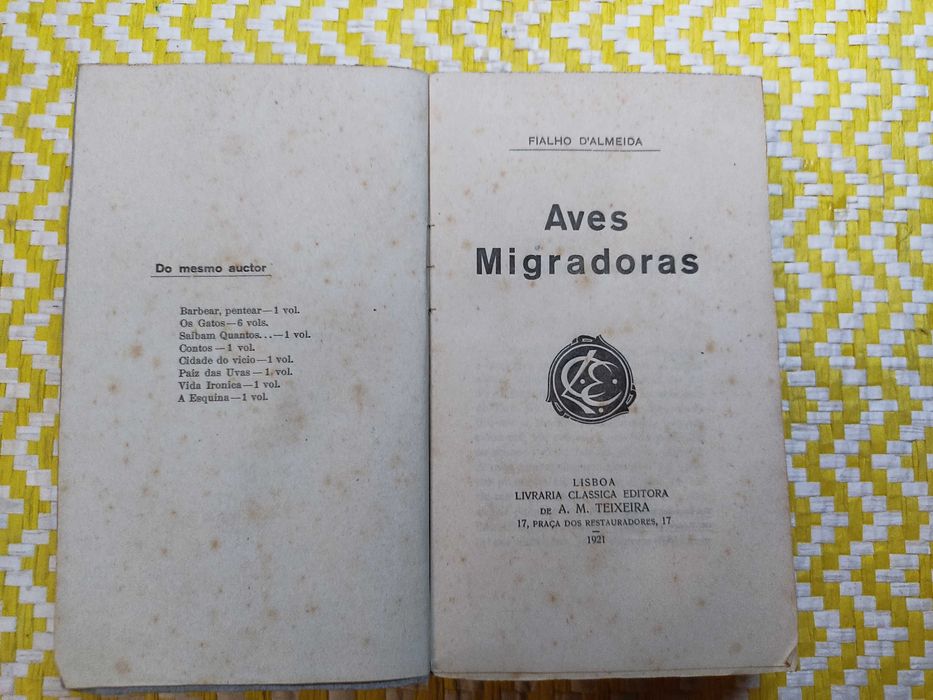 Do mesmo auctor
Barbear, pentear—1 vol.
Os Gatos—6 vols.
Saibam Quantos...—1 vol.
Contos—1 vol.
Cidade do vicio—1 vol.
Paiz das Uvas—1 vol.
Vida Ironica—1 vol.
A Esquina—1 vol.
FIALHO D'ALMEIDA
Aves
Migradoras
LCE
LISBOA
LIVRARIA CLASSICA EDITORA
DE A. M. TEIXEIRA
17, PRAÇA DOS RESTAURADORES, 17
1921